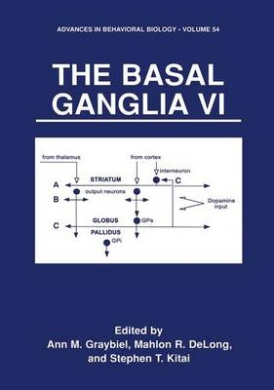 ADVANCES IN BEHAVIORAL BIOLOGY • VOLUME 54
THE BASAL
GANGLIA VI
from thalamus
from cortex
interneuron
A
STRIATUM
C
output neurons
B
Dopamine
input
C
GLOBUS
GPe
PALLIDUS
GPi
Edited by
Ann M. Graybiel, Mahlon R. DeLong,
and Stephen T. Kitai